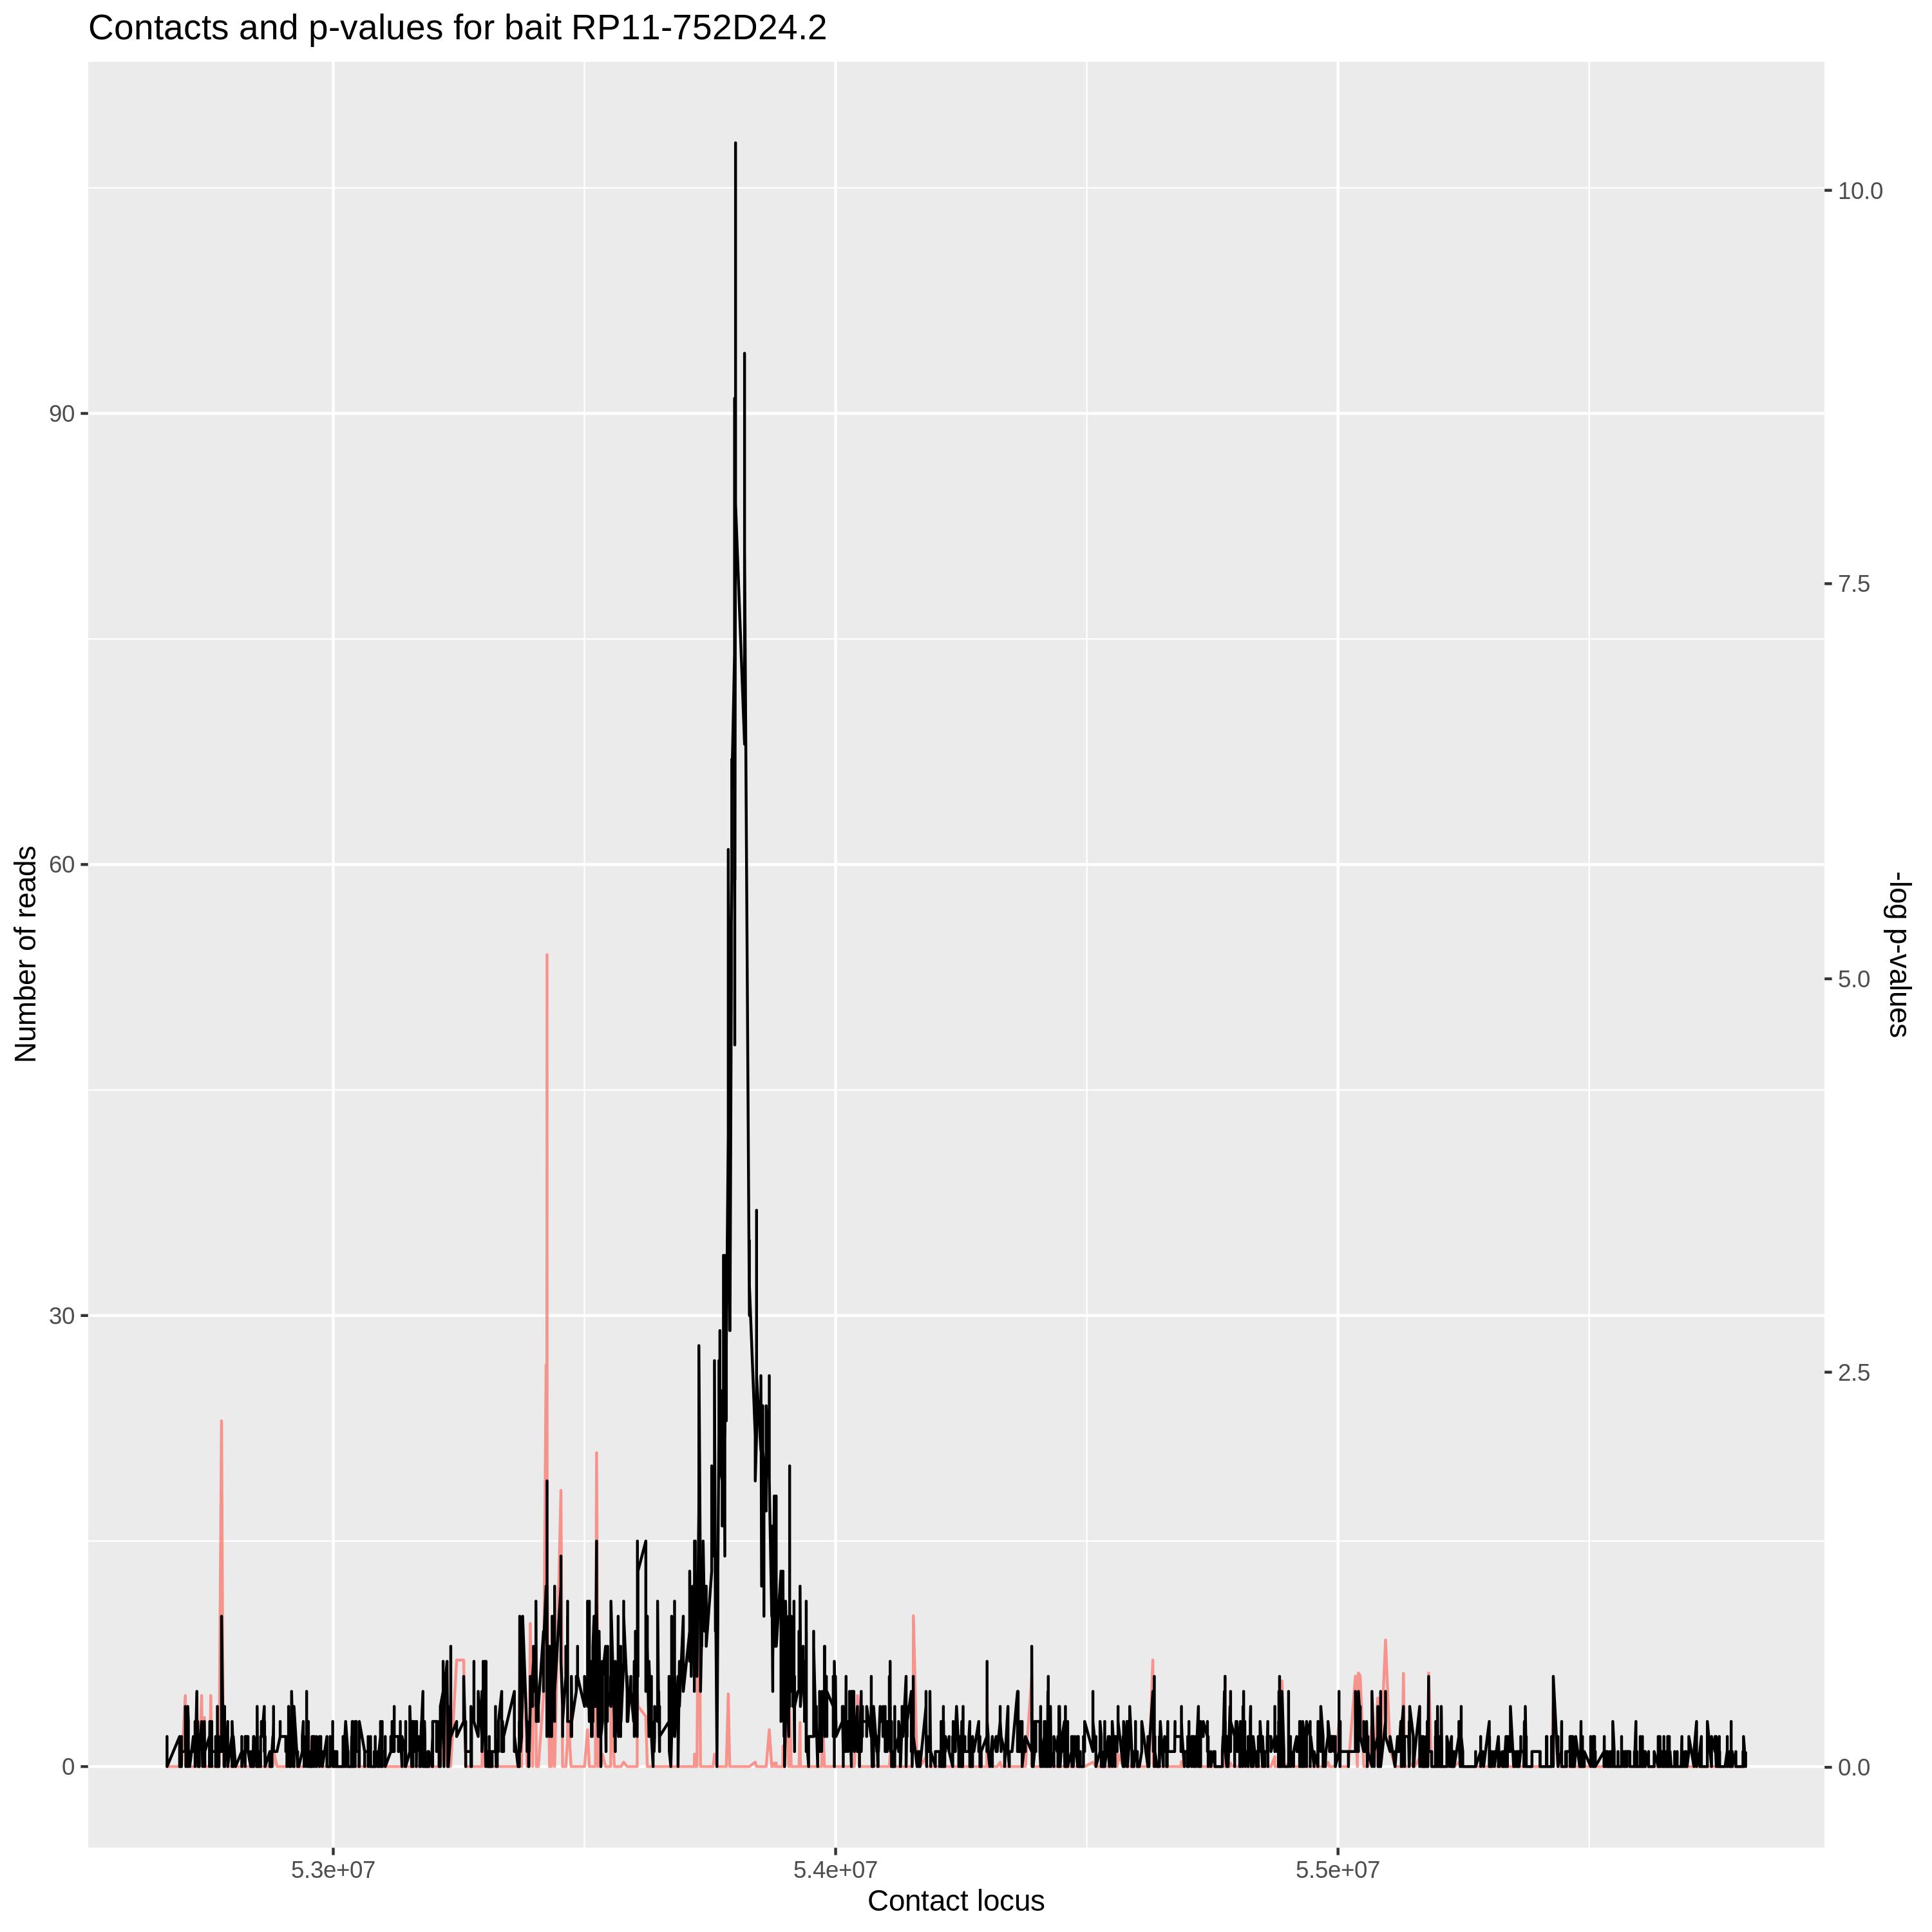 Contacts and p-values for bait RP11-752D24.2
Number of reads
90
60
30
0
10.0
7.5
5.0
2.5
0.0
-log p-values
5.3e+07
5.4e+07
5.5e+07
Contact locus